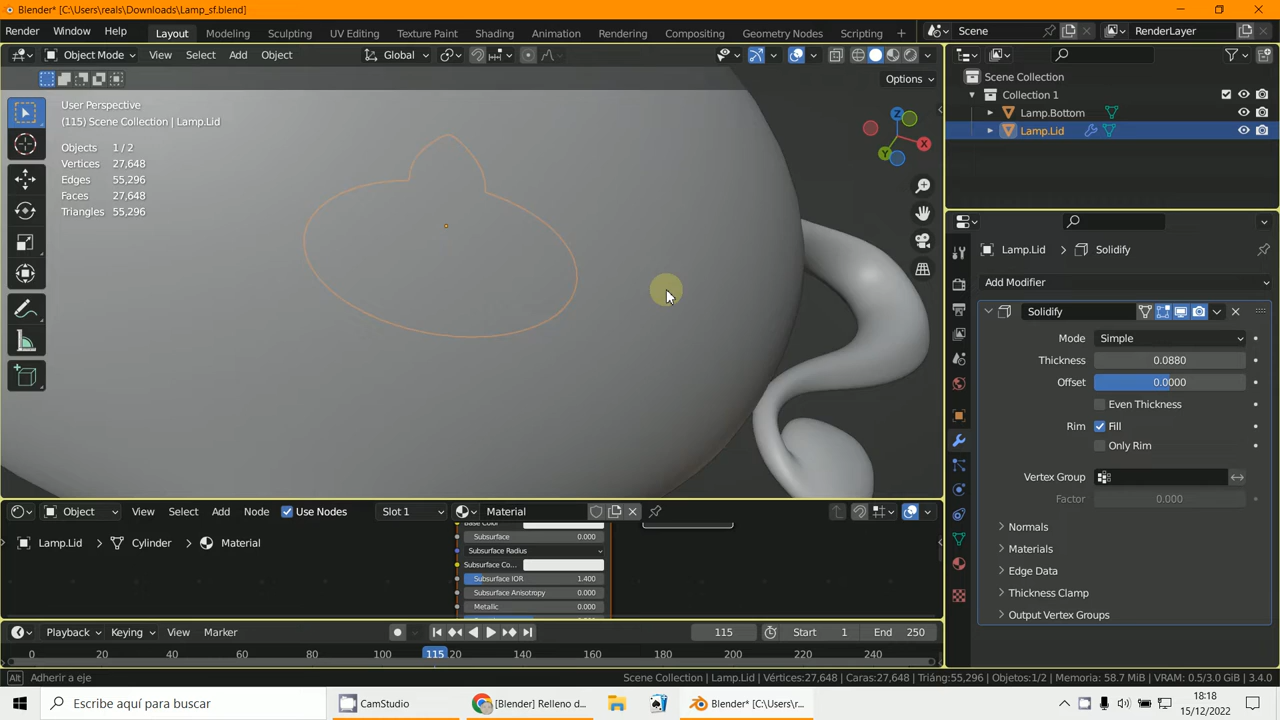 Blender* [C:\Users\reals\Downloads\Lamp_sf.blend]
Render Window Help Layout Modeling Sculpting UV Editing Texture Paint Shading Animation Rendering Compositing Geometry Nodes Scripting Scene RenderLayer
Object Mode View Select Add Object Global
Options
User Perspective
(115) Scene Collection | Lamp.Lid
Objects 1 / 2
Vertices 27,648
Edges 55,296
Faces 27,648
Triangles 55,296
Z
X
Y
Scene Collection
Collection 1
Lamp.Bottom
Lamp.Lid
Lamp.Lid Solidify
Add Modifier
Solidify
Mode Simple
Thickness 0.0880
Offset 0.0000
Even Thickness
Rim Fill
Only Rim
Vertex Group
Factor 0.000
Normals
Materials
Edge Data
Thickness Clamp
Output Vertex Groups
Object View Select Add Node Use Nodes Slot 1 Material
Lamp.Lid Cylinder Material
Base Color
Subsurface 0.000
Subsurface Radius
Subsurface Co...
Subsurface IOR 1.400
Subsurface Anisotropy 0.000
Metallic 0.000
Playback Keying View Marker 115 Start 1 End 250
0 20 40 60 80 100 115 120 140 160 180 200 220 240
Alt Adherir a eje Scene Collection | Lamp.Lid | Vértices:27,648 | Caras:27,648 | Triáng:55,296 | Objetos:1/2 | Memoria: 58.7 MiB | VRAM: 0.5/3.0 GiB | 3.4.0
Escribe aquí para buscar CamStudio [Blender] Relleno d... Blender* [C:\Users\r... 18:18
15/12/2022